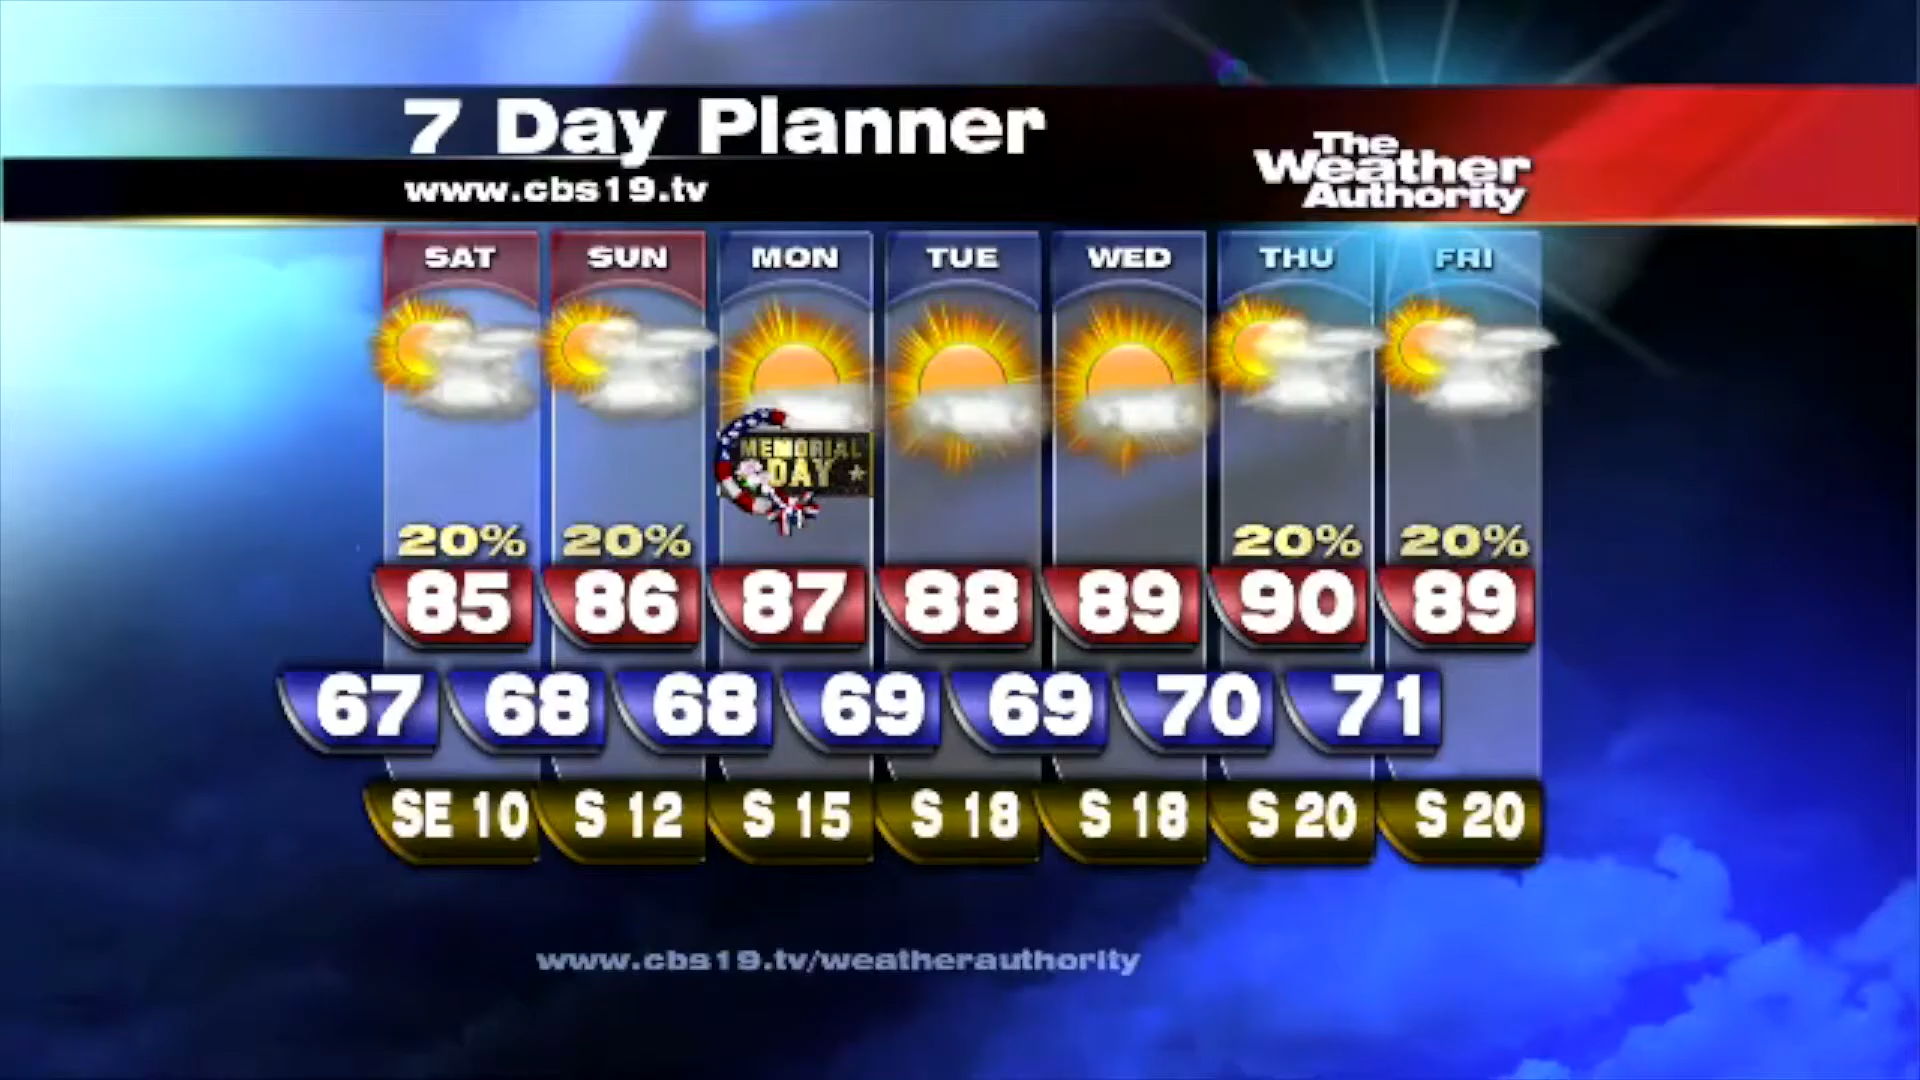 7 Day Planner
www.cbs19.tv
The
Weather
Authority
SAT SUN MON TUE WED THU FRI
MEMORIAL
DAY
20% 20% 20% 20%
85 86 87 88 89 90 89
67 68 68 69 69 70 71
SE 10 S 12 S 15 S 18 S 18 S 20 S 20
www.cbs19.tv/weatherauthority